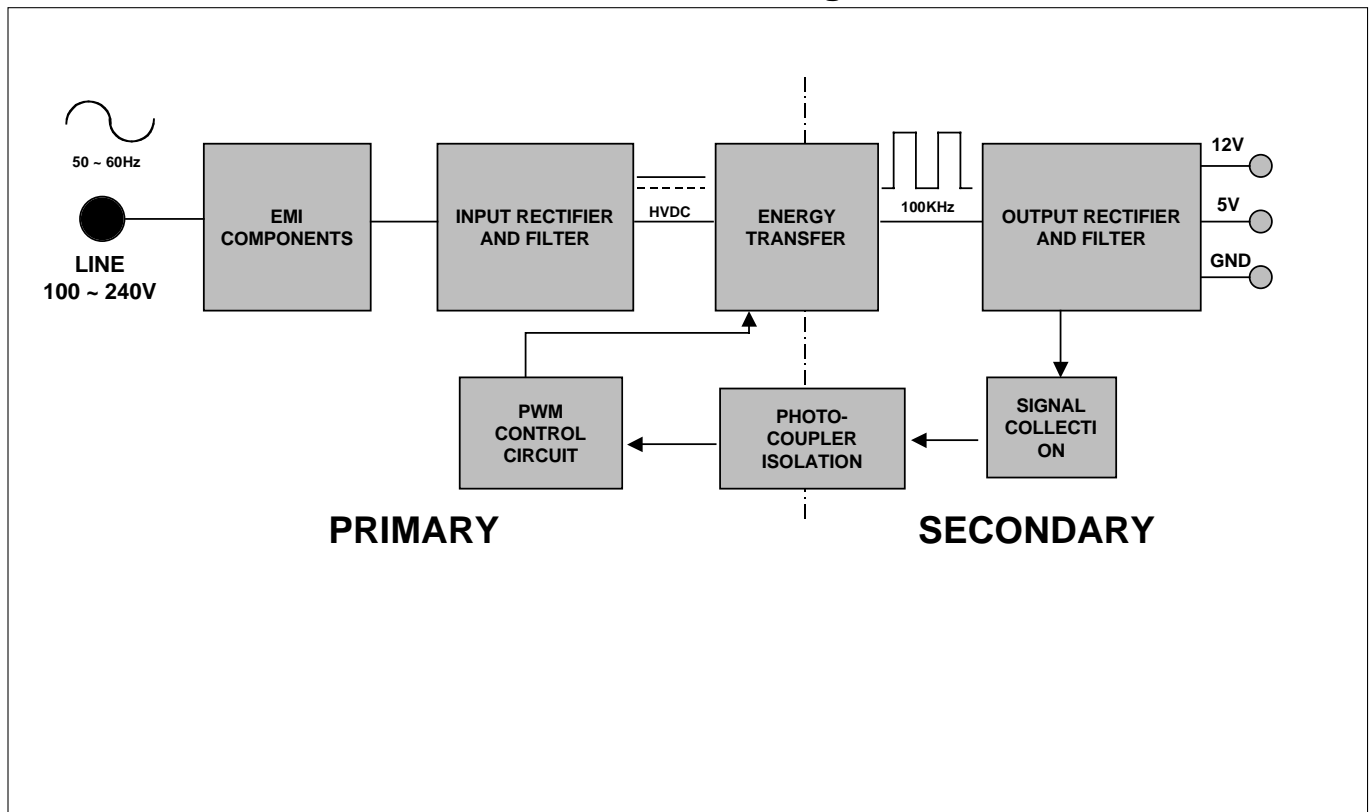 50 ~ 60Hz
LINE
100 ~ 240V
EMI
COMPONENTS
INPUT RECTIFIER
AND FILTER
HVDC
ENERGY
TRANSFER
100KHz
OUTPUT RECTIFIER
AND FILTER
12V
5V
GND
PWM
CONTROL
CIRCUIT
PHOTO-
COUPLER
ISOLATION
SIGNAL
COLLECTI
ON
PRIMARY
SECONDARY